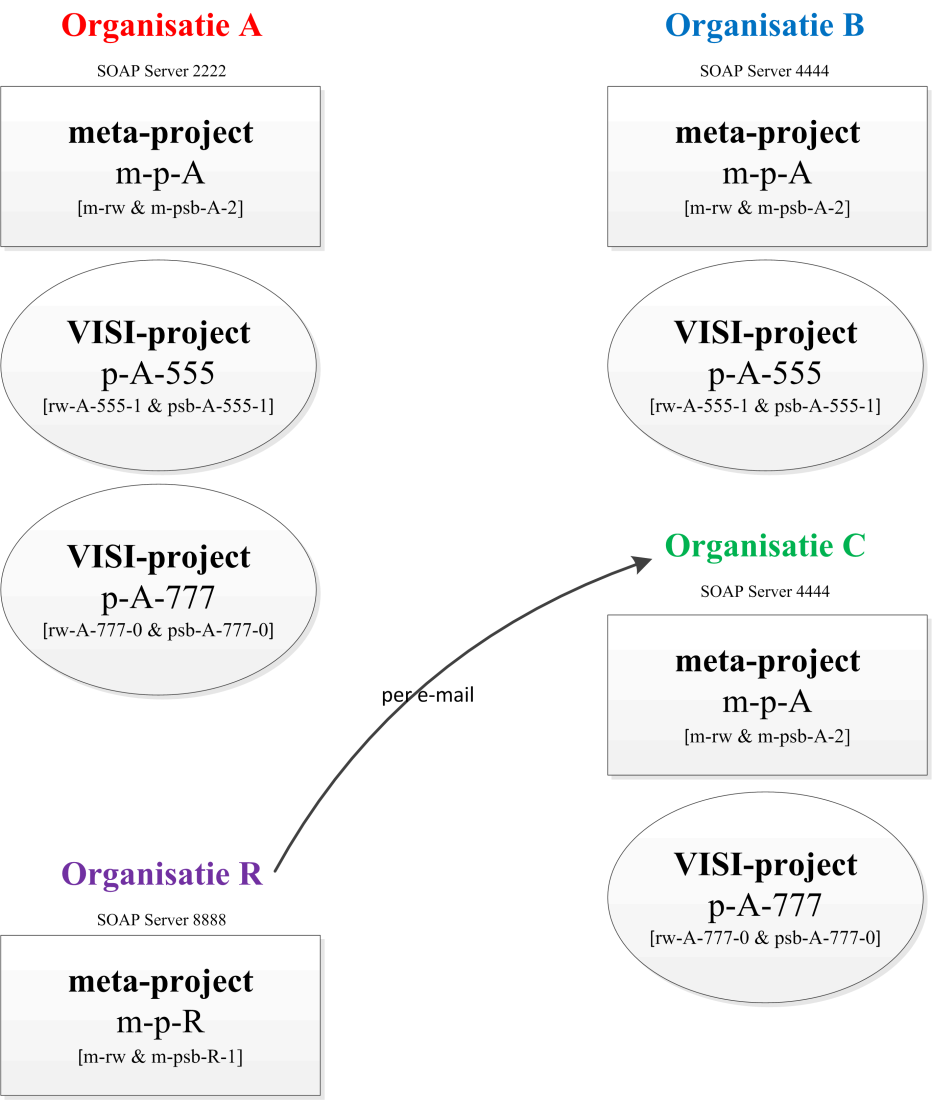 Organisatie A
SOAP Server 2222
meta-project
m-p-A
[m-rw & m-psb-A-2]
VISI-project
p-A-555
[rw-A-555-1 & psb-A-555-1]
VISI-project
p-A-777
[rw-A-777-0 & psb-A-777-0]
Organisatie B
SOAP Server 4444
meta-project
m-p-A
[m-rw & m-psb-A-2]
VISI-project
p-A-555
[rw-A-555-1 & psb-A-555-1]
Organisatie C
SOAP Server 4444
meta-project
m-p-A
[m-rw & m-psb-A-2]
VISI-project
p-A-777
[rw-A-777-0 & psb-A-777-0]
per e-mail
Organisatie R
SOAP Server 8888
meta-project
m-p-R
[m-rw & m-psb-R-1]